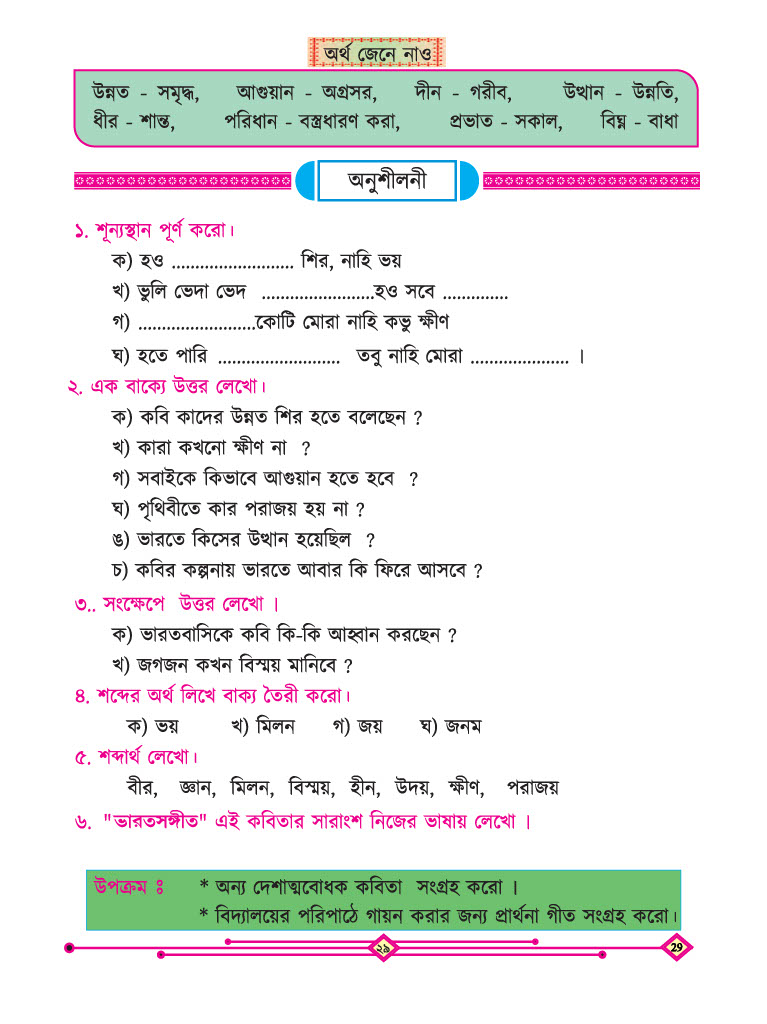 অর্থ জেনে নাও
উন্নত - সমৃদ্ধ, আগুয়ান - অগ্রসর, দীন - গরীব, উত্থান - উন্নতি,
ধীর - শান্ত, পরিধান - বস্ত্রধারণ করা, প্রভাত - সকাল, বিঘ্ন - বাধা
অনুশীলনী
১. শূন্যস্থান পূর্ণ করো।
ক) হও .......................... শির, নাহি ভয়
খ) ভুলি ভেদা ভেদ ........................হও সবে ..............
গ) .........................কোটি মোরা নাহি কভু ক্ষীণ
ঘ) হতে পারি .......................... তবু নাহি মোরা ..................... ।
২. এক বাক্যে উত্তর লেখো।
ক) কবি কাদের উন্নত শির হতে বলেছেন ?
খ) কারা কখনো ক্ষীণ না ?
গ) সবাইকে কিভাবে আগুয়ান হতে হবে ?
ঘ) পৃথিবীতে কার পরাজয় হয় না ?
ঙ) ভারতে কিসের উত্থান হয়েছিল ?
চ) কবির কল্পনায় ভারতে আবার কি ফিরে আসবে ?
৩.. সংক্ষেপে উত্তর লেখো ।
ক) ভারতবাসিকে কবি কি-কি আহ্বান করছেন ?
খ) জগজন কখন বিস্ময় মানিবে ?
৪. শব্দের অর্থ লিখে বাক্য তৈরী করো।
ক) ভয় খ) মিলন গ) জয় ঘ) জনম
৫. শব্দার্থ লেখো।
বীর, জ্ঞান, মিলন, বিস্ময়, হীন, উদয়, ক্ষীণ, পরাজয়
৬. "ভারতসঙ্গীত" এই কবিতার সারাংশ নিজের ভাষায় লেখো ।
উপক্রম ঃ * অন্য দেশাত্মবোধক কবিতা সংগ্রহ করো ।
* বিদ্যালয়ের পরিপাঠে গায়ন করার জন্য প্রার্থনা গীত সংগ্রহ করো।
২৯ 29